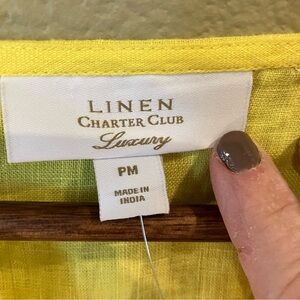 LINEN
CHARTER CLUB
Luxury
PM
MADE IN
INDIA